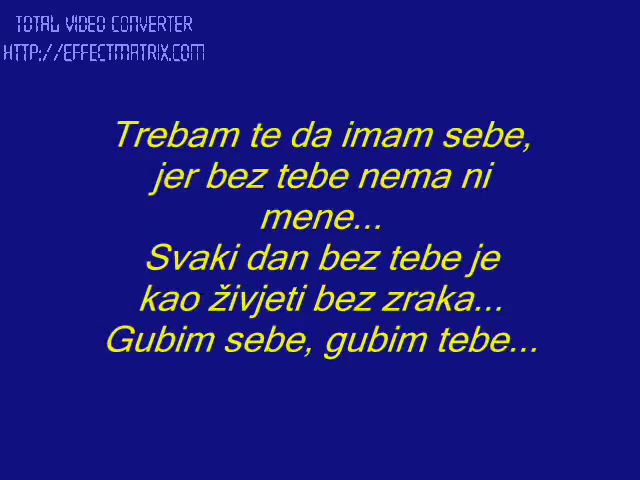 TOTAL VIDEO CONVERTER
HTTP://EFFECTMATRIX.COM
Trebam te da imam sebe,
jer bez tebe nema ni
mene...
Svaki dan bez tebe je
kao živjeti bez zraka...
Gubim sebe, gubim tebe...